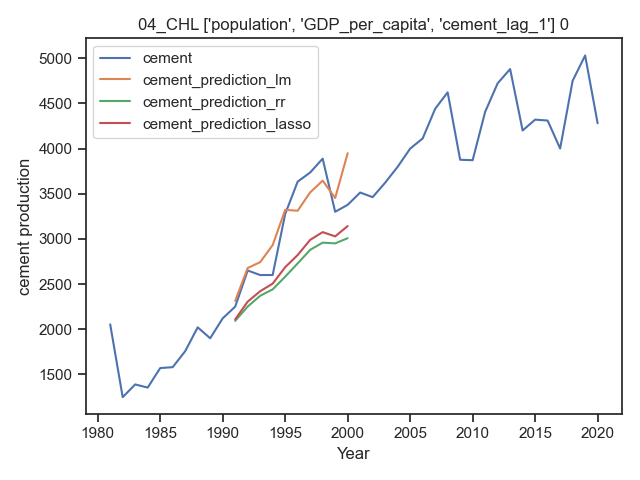 04_CHL ['population', 'GDP_per_capita', 'cement_lag_1'] 0
cement
cement_prediction_lm
cement_prediction_rr
cement_prediction_lasso
cement production
5000
4500
4000
3500
3000
2500
2000
1500
1980 1985 1990 1995 2000 2005 2010 2015 2020
Year